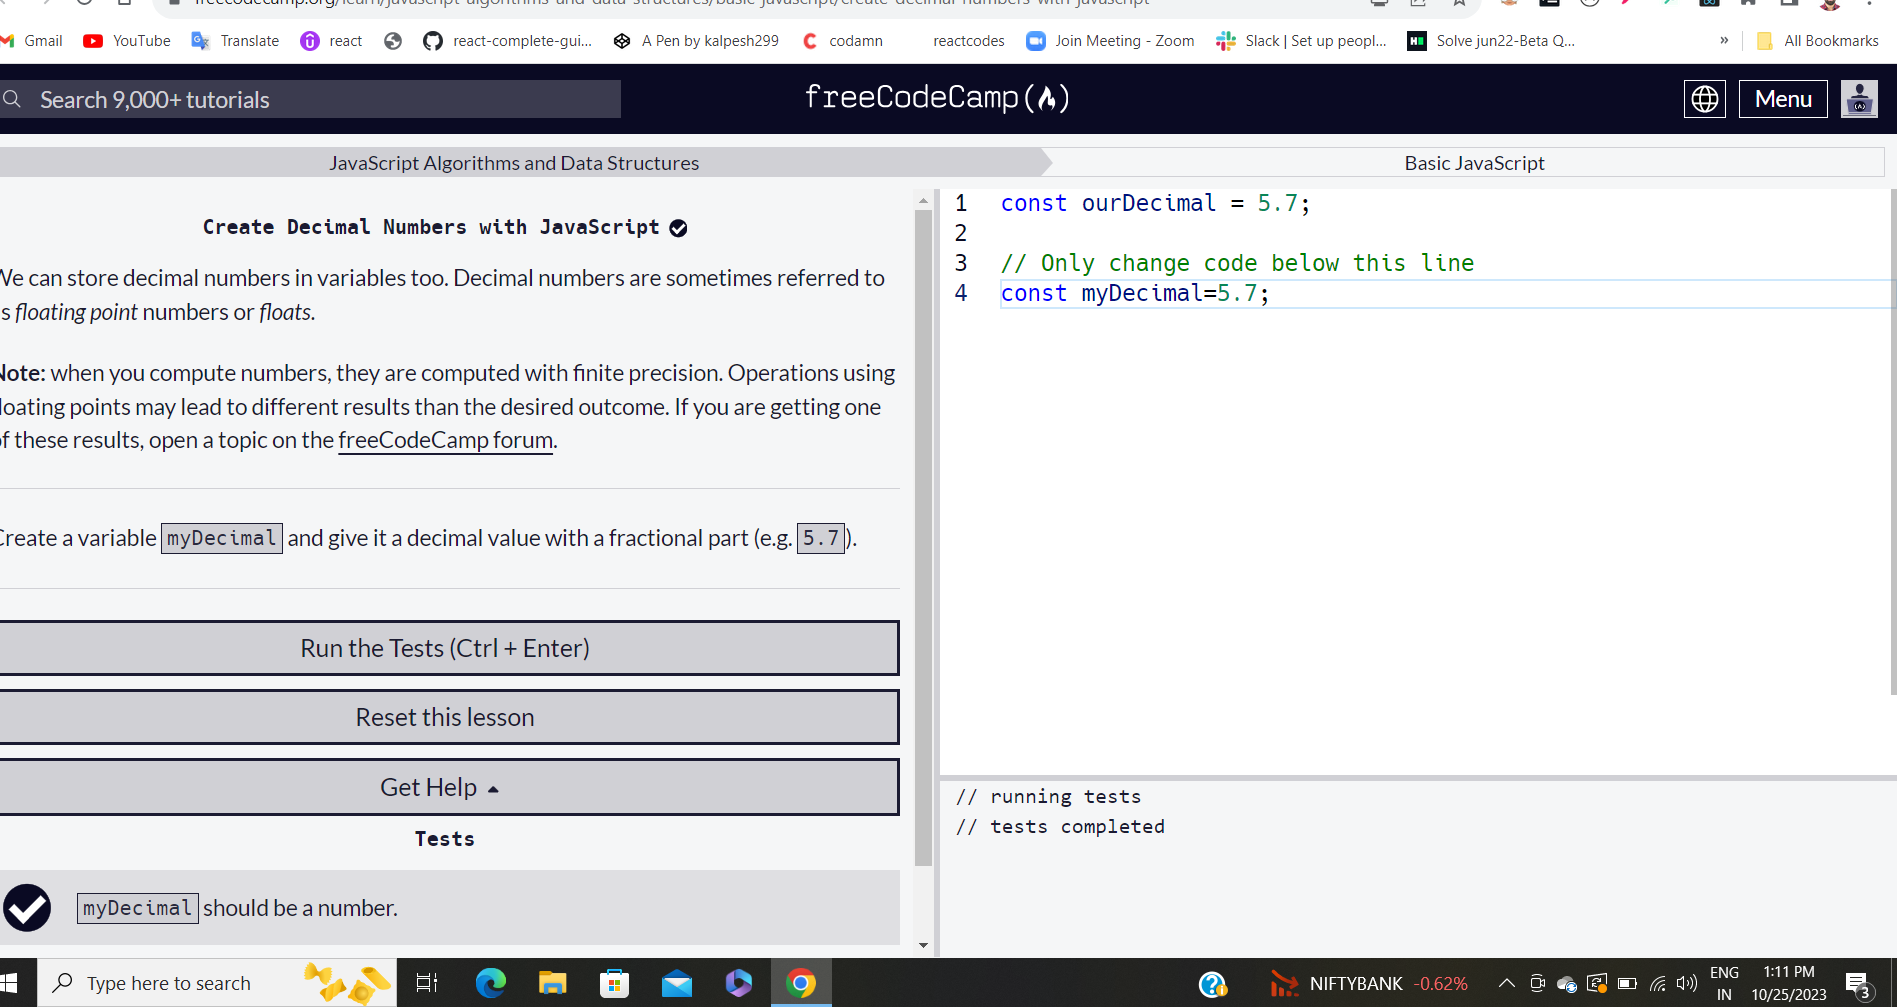 freecodecamp.org/learn/javascript-algorithms-and-data-structures/basic-javascript/create-decimal-numbers-with-javascript
Gmail YouTube Translate react react-complete-gui... A Pen by kalpesh299 codamn reactcodes Join Meeting - Zoom Slack | Set up peopl... Solve jun22-Beta Q... » All Bookmarks
Search 9,000+ tutorials freeCodeCamp Menu
JavaScript Algorithms and Data Structures Basic JavaScript
Create Decimal Numbers with JavaScript
We can store decimal numbers in variables too. Decimal numbers are sometimes referred to
s floating point numbers or floats.
Note: when you compute numbers, they are computed with finite precision. Operations using
loating points may lead to different results than the desired outcome. If you are getting one
of these results, open a topic on the freeCodeCamp forum.
Create a variable myDecimal and give it a decimal value with a fractional part (e.g. 5.7).
Run the Tests (Ctrl + Enter)
Reset this lesson
Get Help
Tests
myDecimal should be a number.
1 const ourDecimal = 5.7;
2
3 // Only change code below this line
4 const myDecimal=5.7;
// running tests
// tests completed
Type here to search
NIFTYBANK -0.62%
ENG
IN
1:11 PM
10/25/2023
3